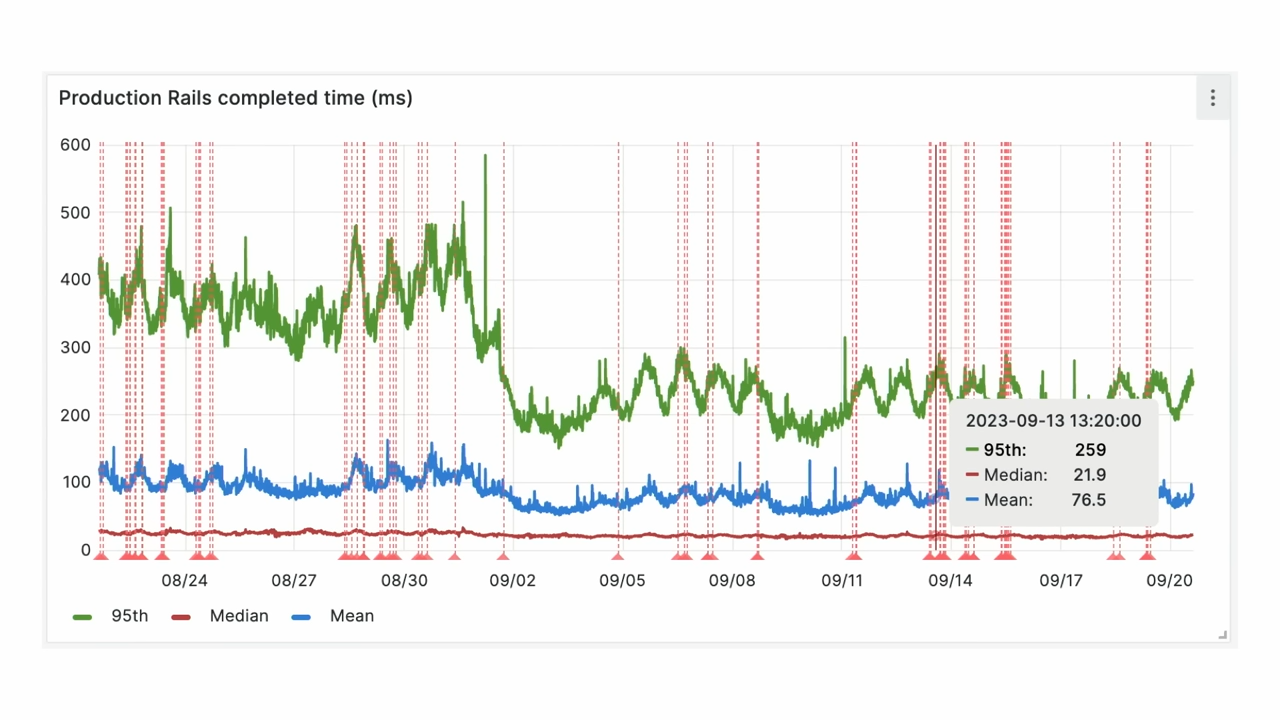 Production Rails completed time (ms)
600
500
400
300
200
100
0
2023-09-13 13:20:00
95th: 259
Median: 21.9
Mean: 76.5
08/24 08/27 08/30 09/02 09/05 09/08 09/11 09/14 09/17 09/20
95th Median Mean